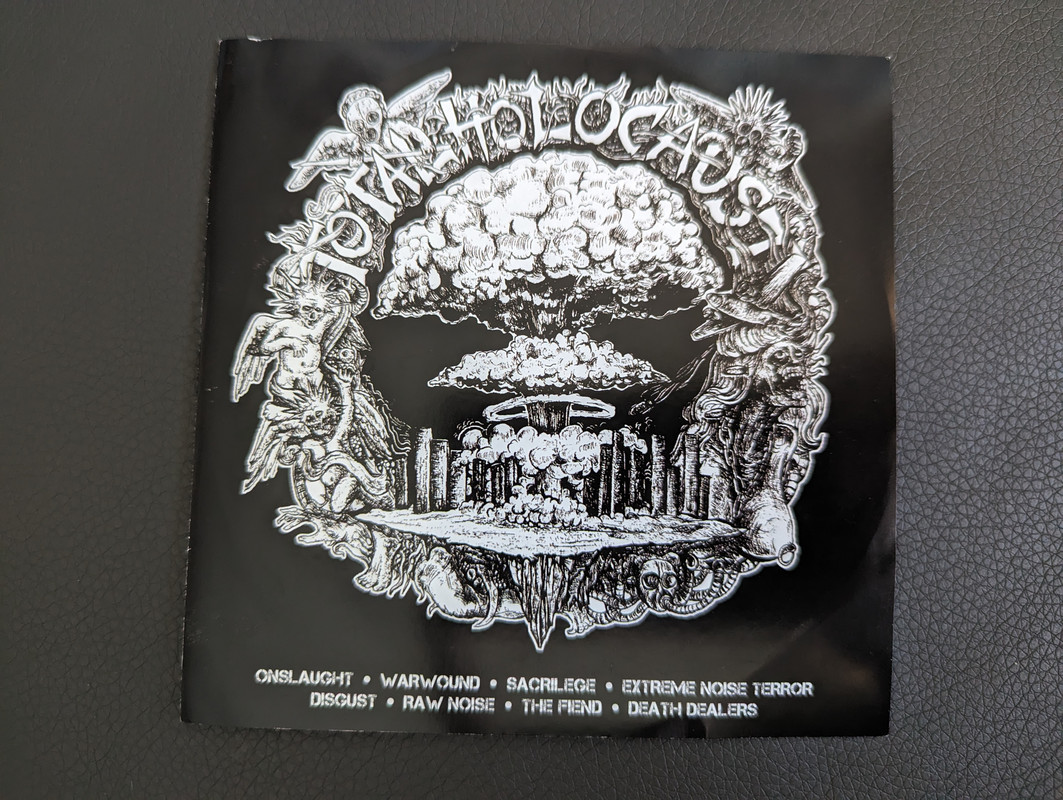 TOTAL HOLOCAUST
ONSLAUGHT • WARWOUND • SACRILEGE • EXTREME NOISE TERROR
DISGUST • RAW NOISE • THE FIEND • DEATH DEALERS